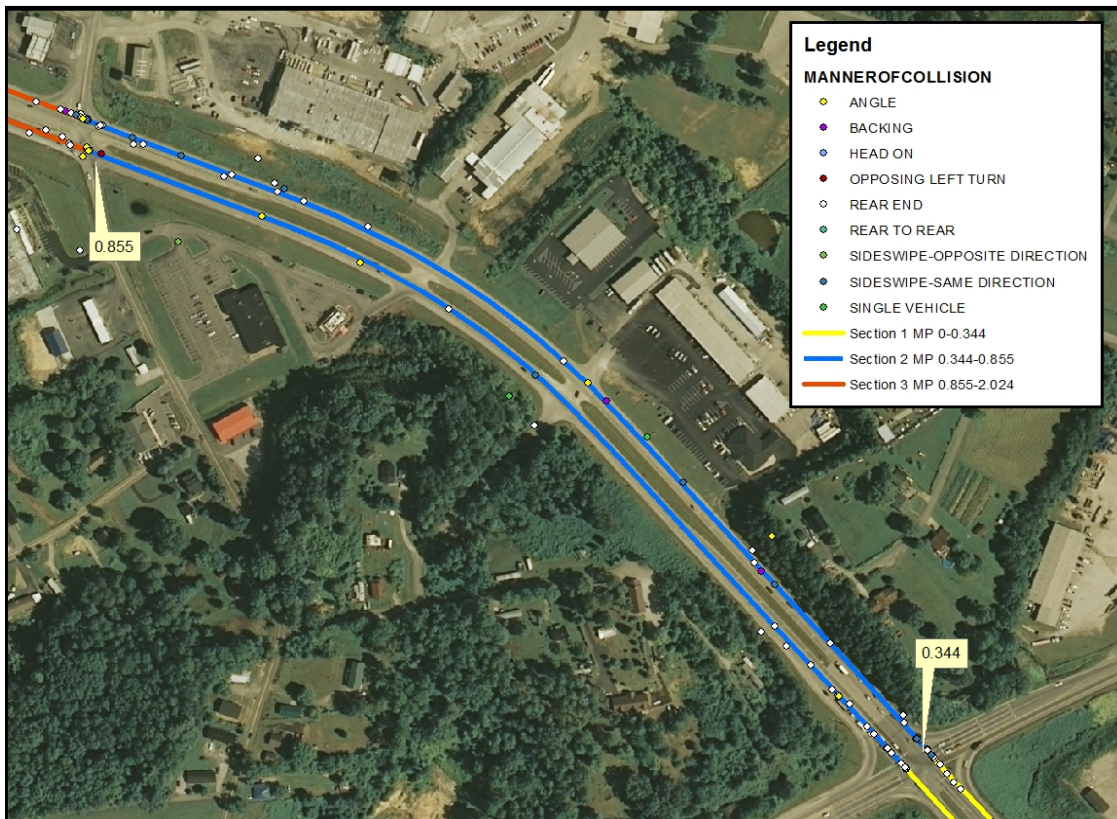 Legend
MANNEROFCOLLISION
ANGLE
BACKING
HEAD ON
OPPOSING LEFT TURN
REAR END
REAR TO REAR
SIDESWIPE-OPPOSITE DIRECTION
SIDESWIPE-SAME DIRECTION
SINGLE VEHICLE
Section 1 MP 0-0.344
Section 2 MP 0.344-0.855
Section 3 MP 0.855-2.024
0.855
0.344